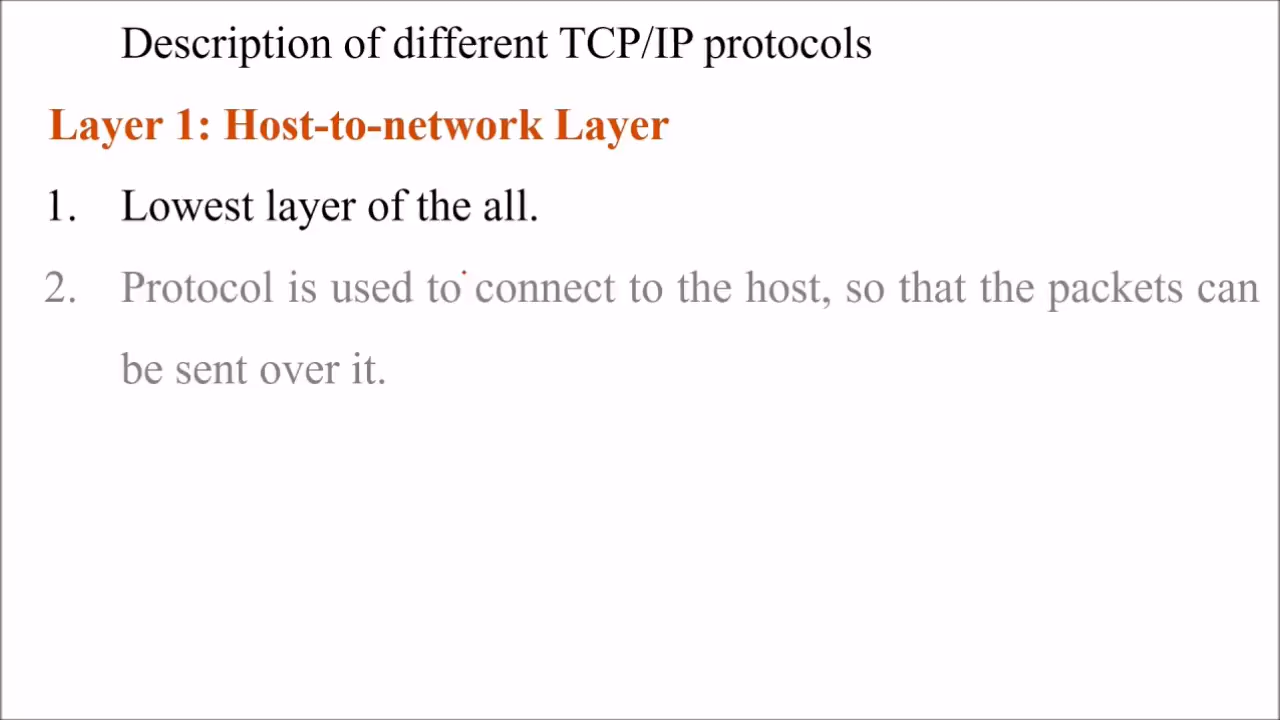 Description of different TCP/IP protocols
Layer 1: Host-to-network Layer
1. Lowest layer of the all.
2. Protocol is used to connect to the host, so that the packets can
be sent over it.